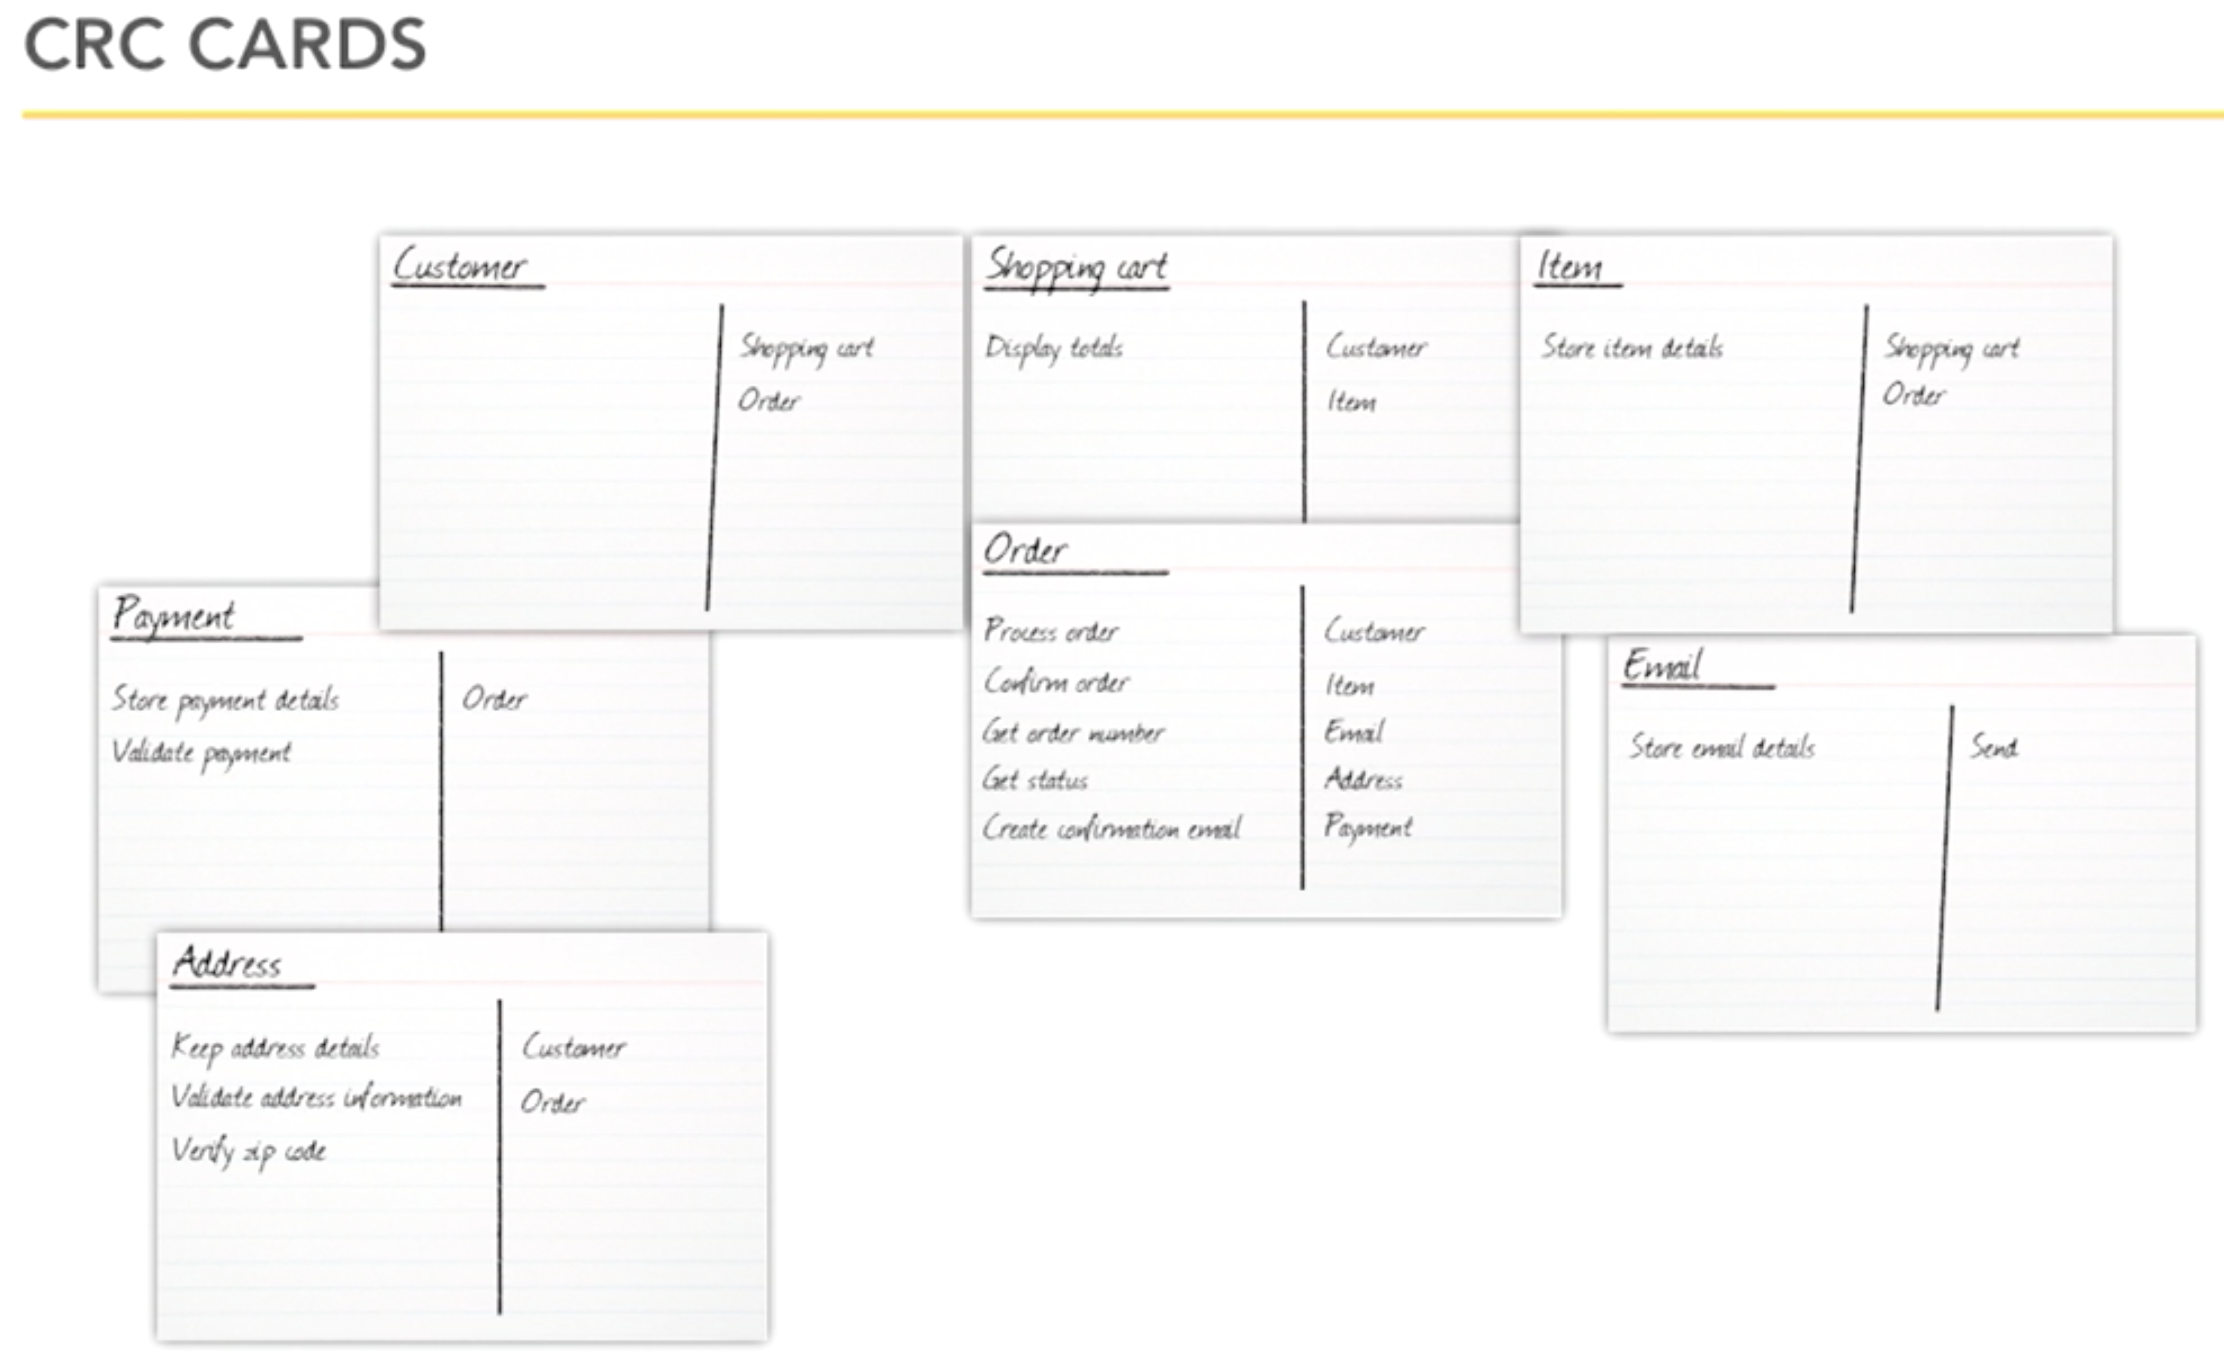 CRC CARDS
Customer
Shopping cart
Order
Shopping cart
Display totals
Customer
Item
Item
Store item details
Shopping cart
Order
Payment
Store payment details
Validate payment
Order
Order
Process order
Confirm order
Get order number
Get status
Create confirmation email
Customer
Item
Email
Address
Payment
Email
Store email details
Send
Address
Keep address details
Validate address information
Verify zip code
Customer
Order